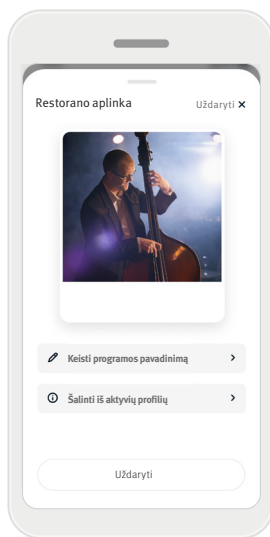 Restorano aplinka
Uždaryti ×
Keisti programos pavadinimą
Šalinti iš aktyvių profilių
Uždaryti